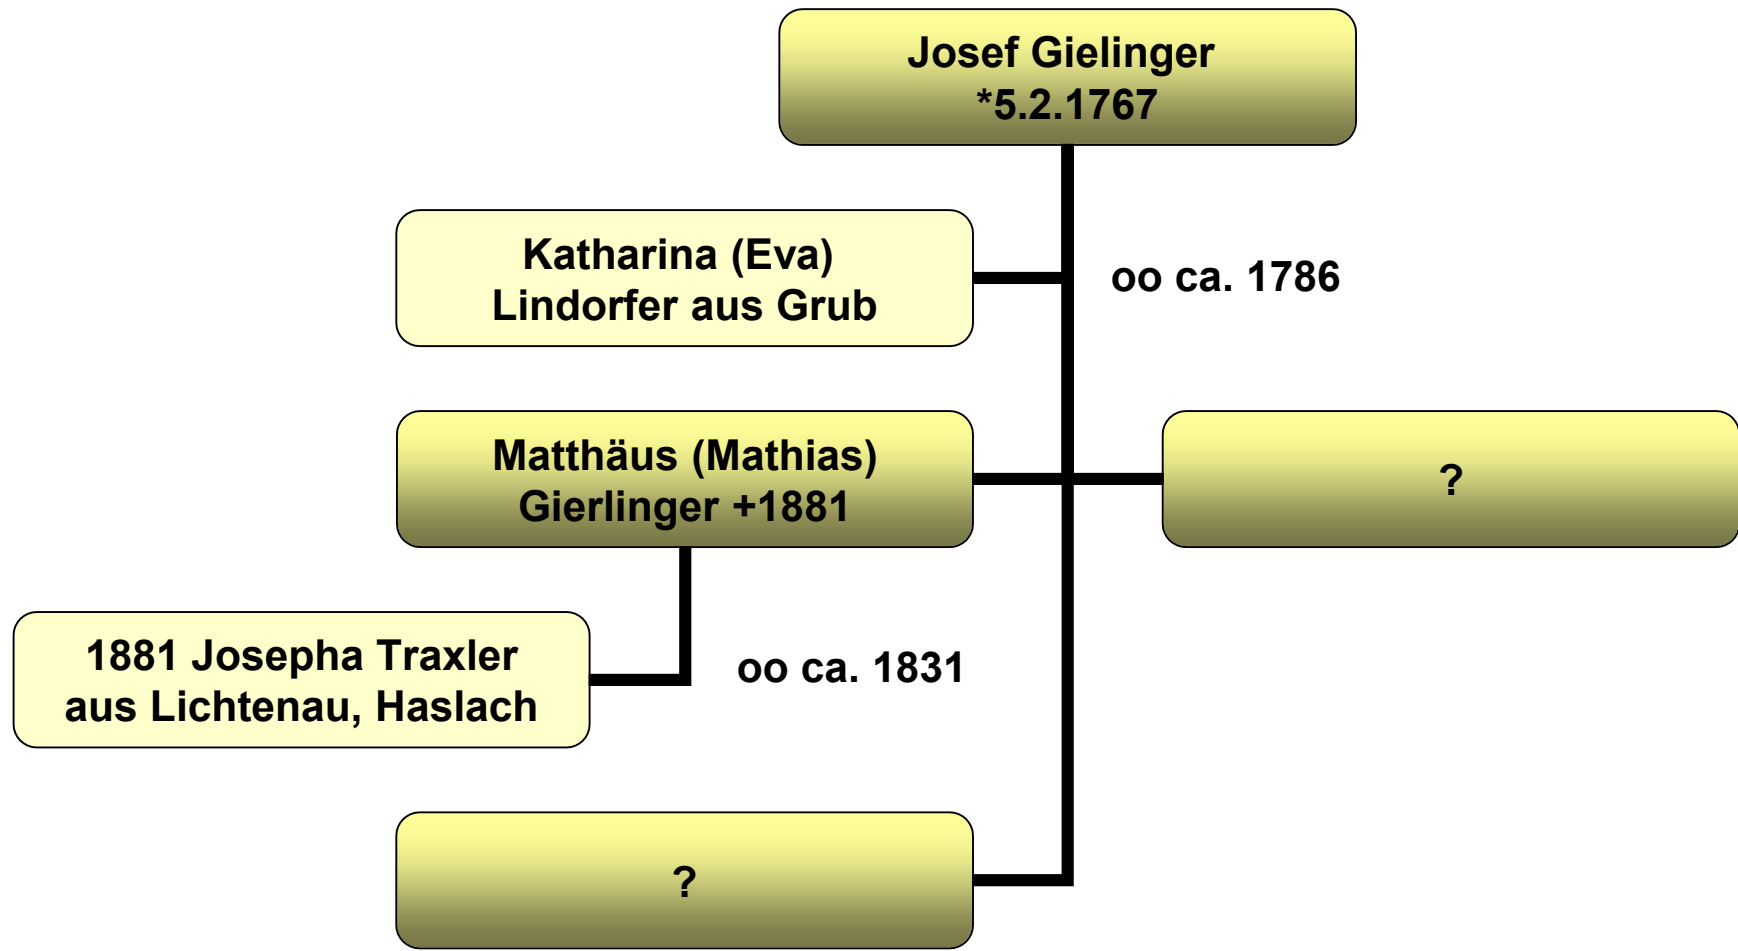 Josef Gielinger
*5.2.1767
Katharina (Eva)
Lindorfer aus Grub
oo ca. 1786
Matthäus (Mathias)
Gierlinger +1881
?
1881 Josepha Traxler
aus Lichtenau, Haslach
oo ca. 1831
?